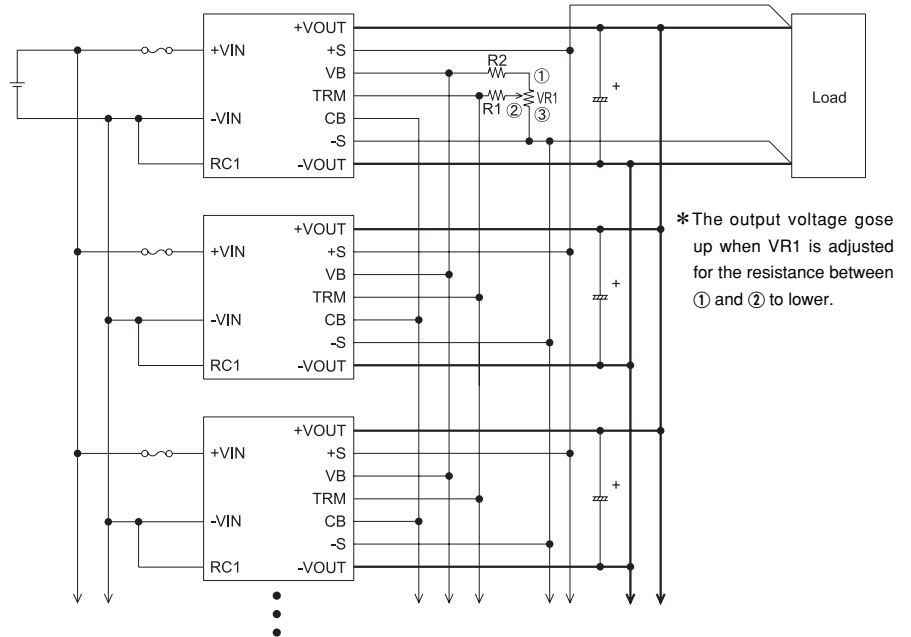 +VOUT
+VIN
+S
VB
R2
①
TRM
R1
②
VR1
③
+
Load
-VIN
CB
-S
RC1
-VOUT
+VOUT
+VIN
+S
VB
TRM
+
-VIN
CB
-S
RC1
-VOUT
*The output voltage gose
up when VR1 is adjusted
for the resistance between
① and ② to lower.
+VOUT
+VIN
+S
VB
TRM
+
-VIN
CB
-S
RC1
-VOUT